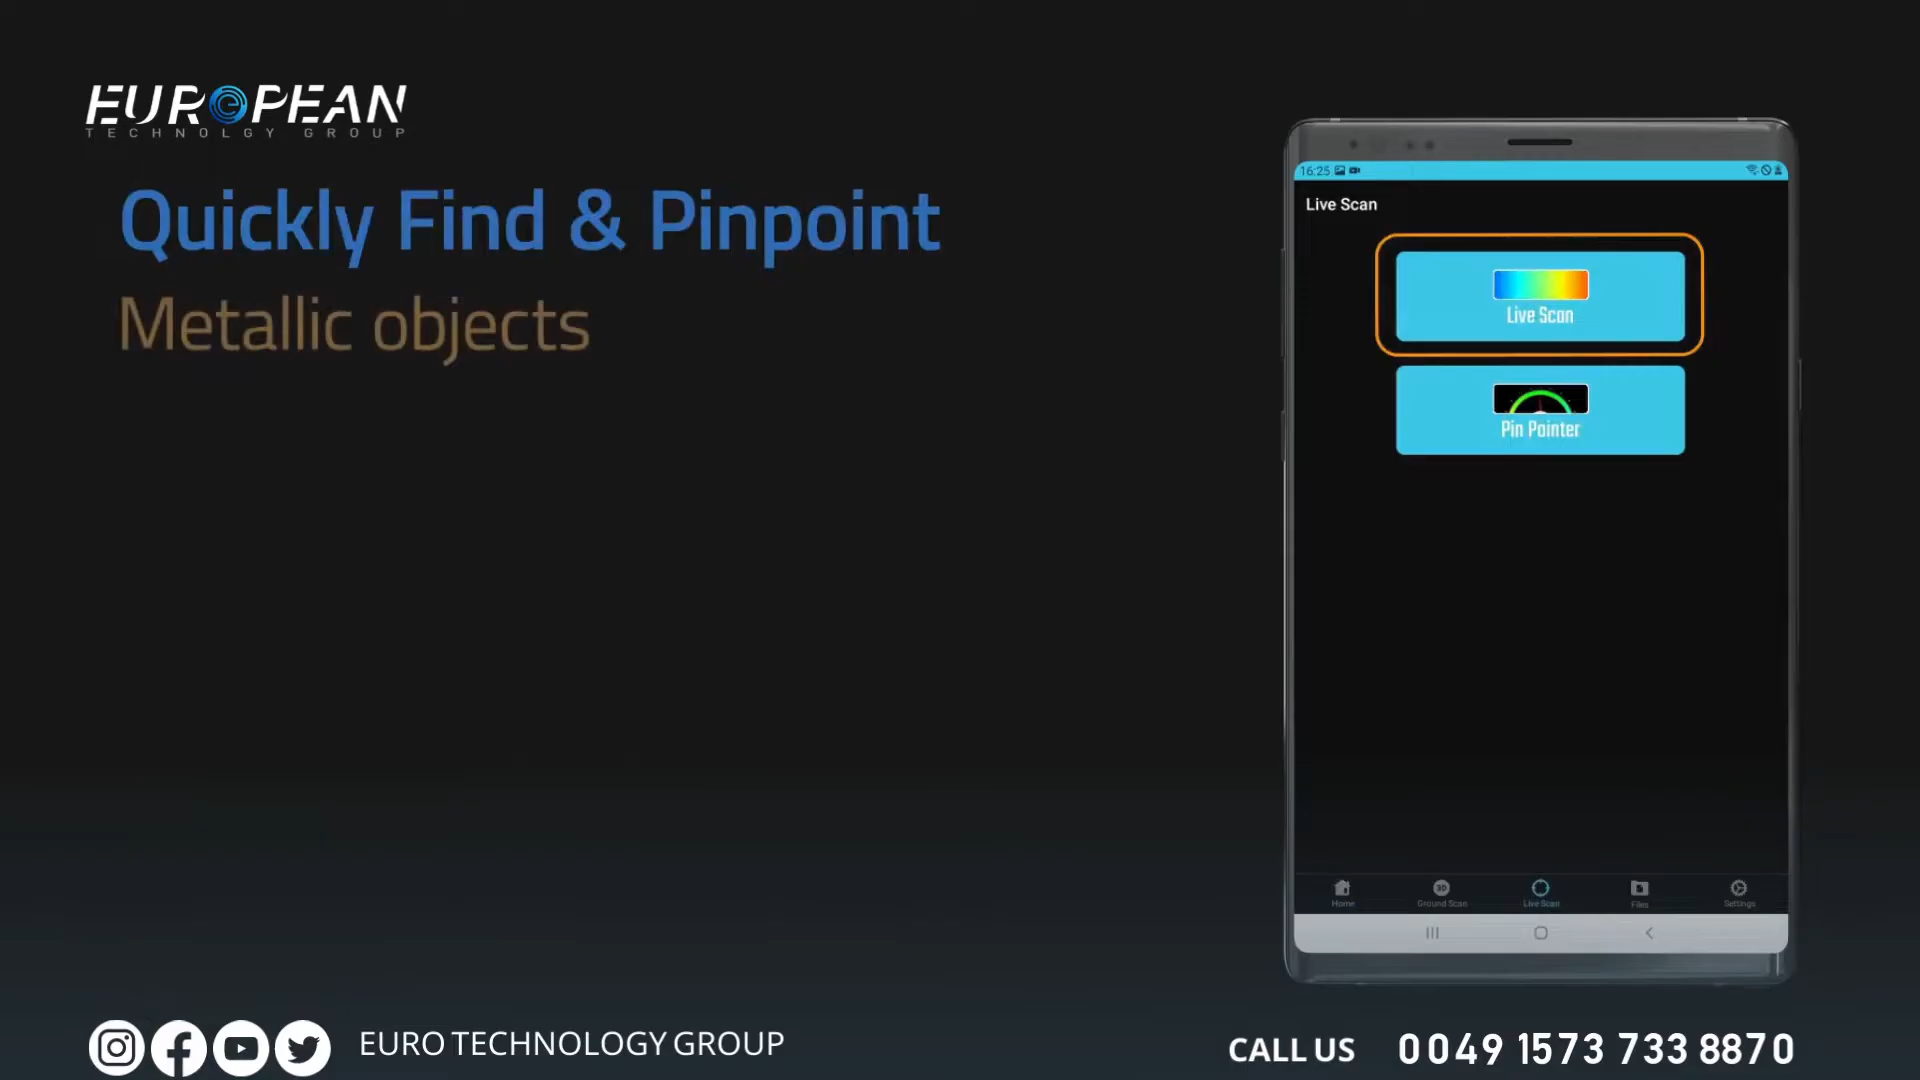 EUROPEAN
TECHNOLGY GROUP
Quickly Find & Pinpoint
Metallic objects
16:25
Live Scan
Live Scan
Pin Pointer
Home
3D
Ground Scan
Live Scan
Files
Settings
EURO TECHNOLOGY GROUP
CALL US 0049 1573 733 8870